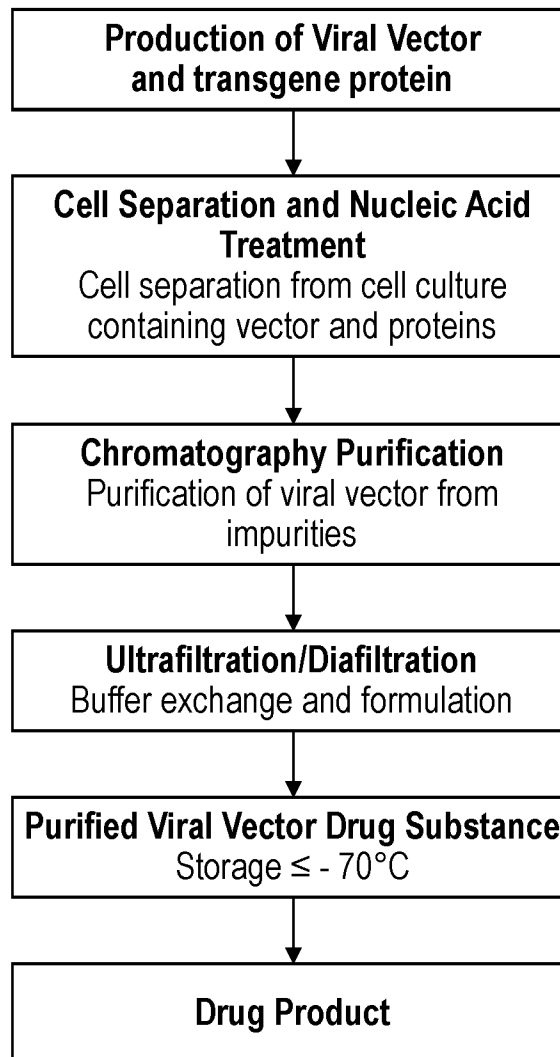 Production of Viral Vector
and transgene protein
Cell Separation and Nucleic Acid
Treatment
Cell separation from cell culture
containing vector and proteins
Chromatography Purification
Purification of viral vector from
impurities
Ultrafiltration/Diafiltration
Buffer exchange and formulation
Purified Viral Vector Drug Substance
Storage ≤ - 70°C
Drug Product